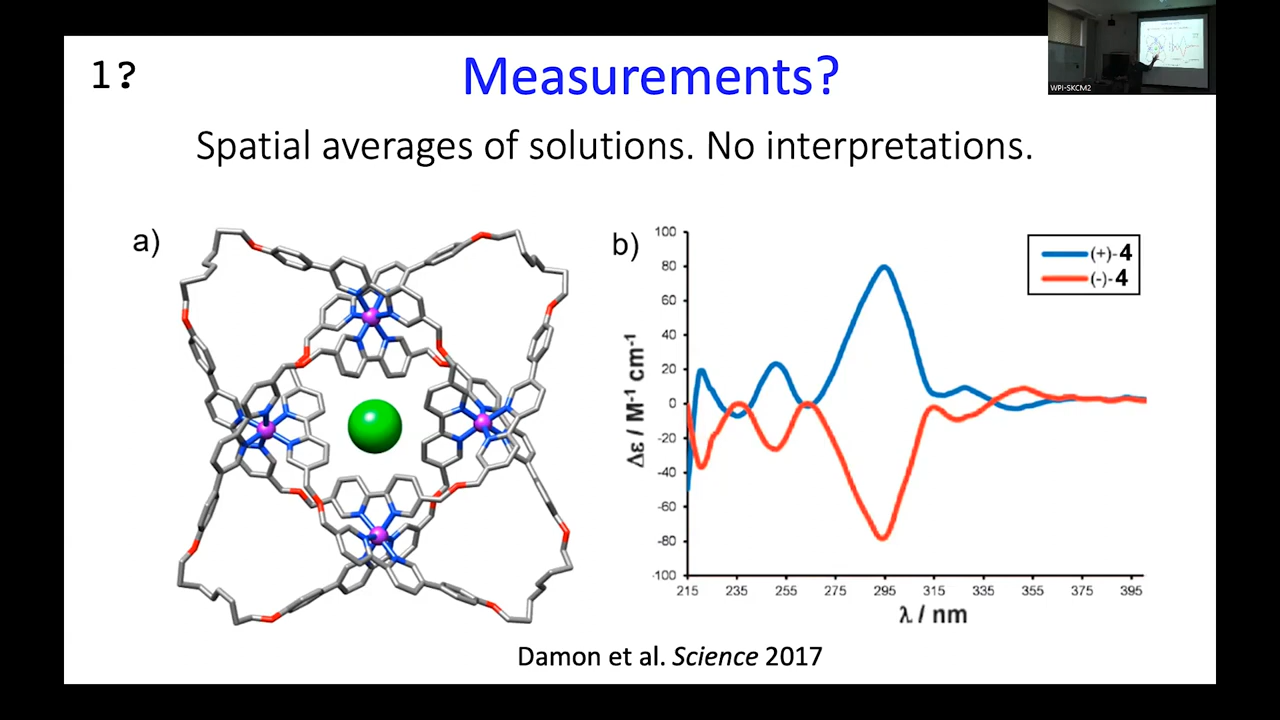 1?
Measurements?
WPI-SKCM2
Spatial averages of solutions. No interpretations.
a)
b)
100
80
60
40
20
0
-20
-40
-60
-80
-100
Δε / M⁻¹ cm⁻¹
(+)-4
(-)-4
215 235 255 275 295 315 335 355 375 395
λ / nm
Damon et al. Science 2017